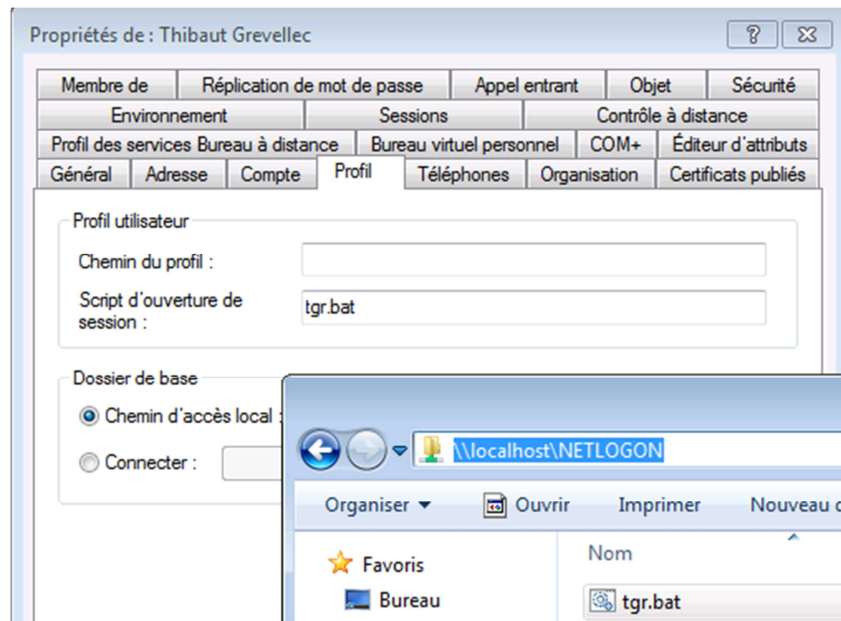 Propriétés de : Thibaut Grevellec
Membre de Réplication de mot de passe Appel entrant Objet Sécurité
Environnement Sessions Contrôle à distance
Profil des services Bureau à distance Bureau virtuel personnel COM+ Éditeur d'attributs
Général Adresse Compte Profil Téléphones Organisation Certificats publiés
Profil utilisateur
Chemin du profil :
Script d'ouverture de
session :
tgr.bat
Dossier de base
Chemin d'accès local :
Connecter :
\\localhost\NETLOGON
Organiser Ouvrir Imprimer Nouveau
Favoris
Bureau
Nom
tgr.bat